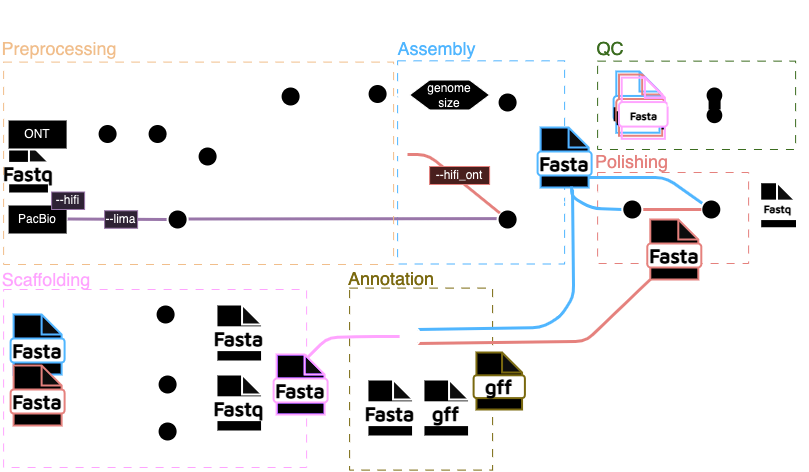 Preprocessing
Assembly
QC
genome
size
Fasta
ONT
Fastq
--hifi
PacBio
--lima
--hifi_ont
Fasta
Polishing
Fastq
Fasta
Scaffolding
Annotation
Fasta
Fasta
Fasta
Fastq
Fasta
gff
Fasta
gff